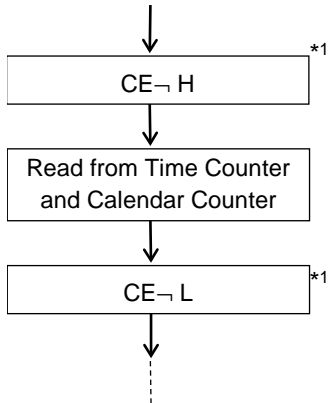 *1
CE¬ H
Read from Time Counter
and Calendar Counter
*1
CE¬ L